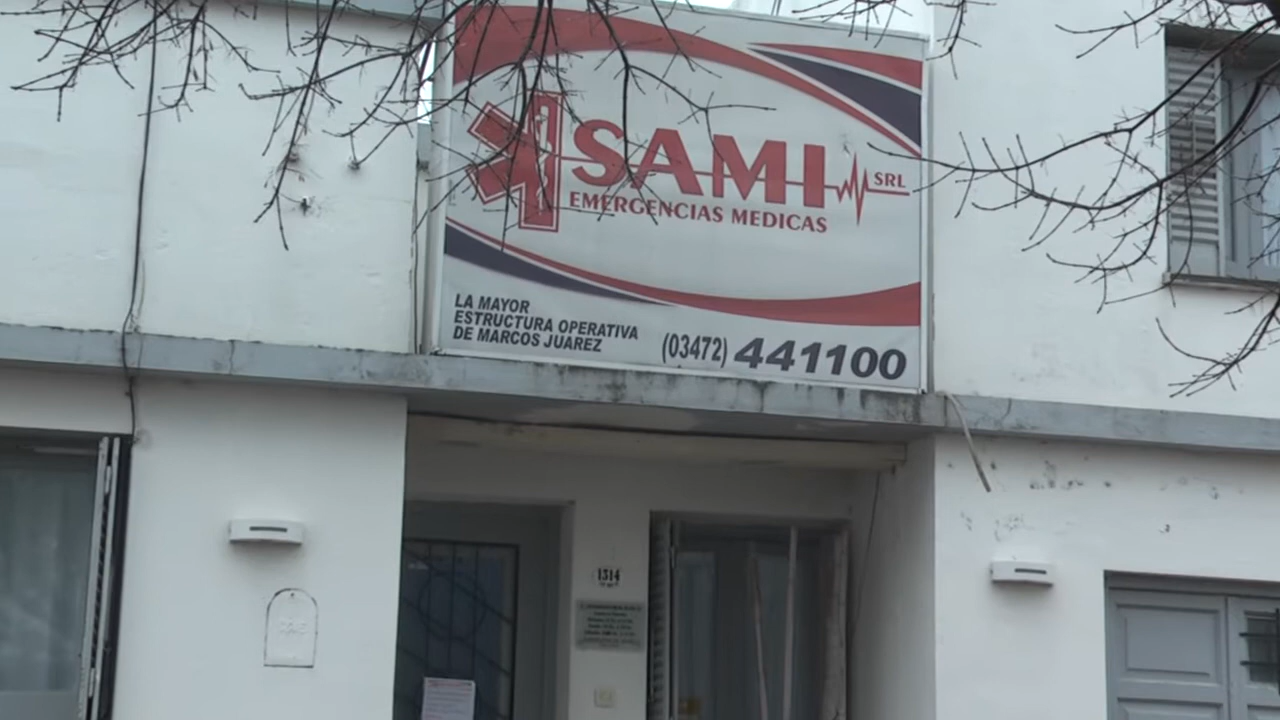 SAMI SRL
EMERGENCIAS MEDICAS
LA MAYOR
ESTRUCTURA OPERATIVA
DE MARCOS JUAREZ
(03472) 441100
1314